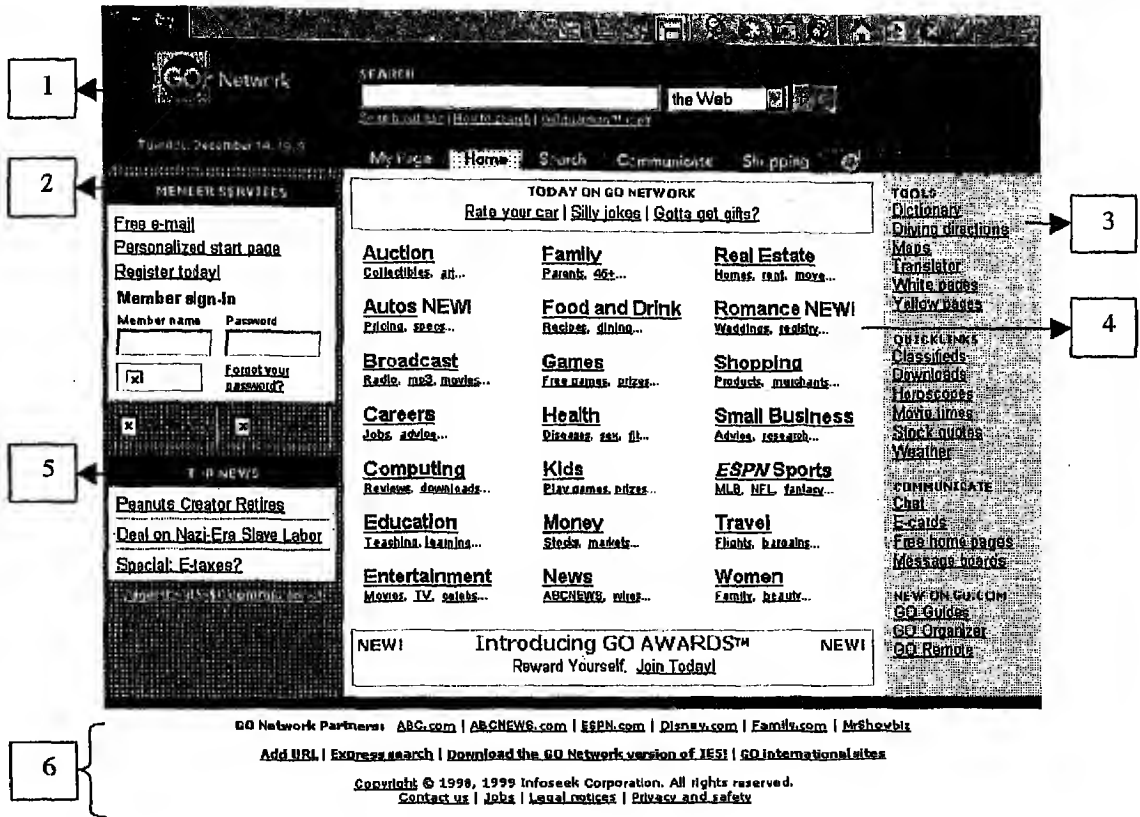 1
GO Network
SEARCH
the Web
Tuesday, December 14, 1999
My Page Home Search Communicate Shopping
2
MEMBER SERVICES
Free e-mail
Personalized start page
Register today!
Member sign-in
Member name Password
Forgot your
password?
5
TOP NEWS
Peanuts Creator Retires
Deal on Nazi-Era Slave Labor
Special: E-taxes?
TODAY ON GO NETWORK
Rate your car | Silly jokes | Gotta get gifts?
Auction Family Real Estate
Collectibles, art... Parents, 46+... Homes, rent, move...
Autos NEW! Food and Drink Romance NEW!
Pricing, specs... Recipes, dining... Weddings, registry...
Broadcast Games Shopping
Radio, mp3, movies... Free games, prizes... Products, merchants...
Careers Health Small Business
Jobs, advice... Diseases, sex, fit... Advice, research...
Computing Kids ESPN Sports
Reviews, downloads... Play games, prizes... MLB, NFL, fantasy...
Education Money Travel
Teaching, learning... Stocks, markets... Flights, bargains...
Entertainment News Women
Movies, TV, celebs... ABCNEWS, wires... Family, beauty...
NEW! Introducing GO AWARDS™ NEW!
Reward Yourself. Join Today!
TOOLS
Dictionary
Driving directions
Maps
Translator
White pages
Yellow pages
3
4
QUICKLINKS
Classifieds
Downloads
Horoscopes
Movie times
Stock quotes
Weather
COMMUNICATE
Chat
E-cards
Free home pages
Message boards
NEW ON GO.COM
GO Guides
GO Organizer
GO Remote
6
GO Network Partners: ABC.com | ABCNEWS.com | ESPN.com | Disney.com | Family.com | MrShowbiz
Add URL | Express search | Download the GO Network version of IE5! | GO international sites
Copyright © 1998, 1999 Infoseek Corporation. All rights reserved.
Contact us | Jobs | Legal notices | Privacy and safety